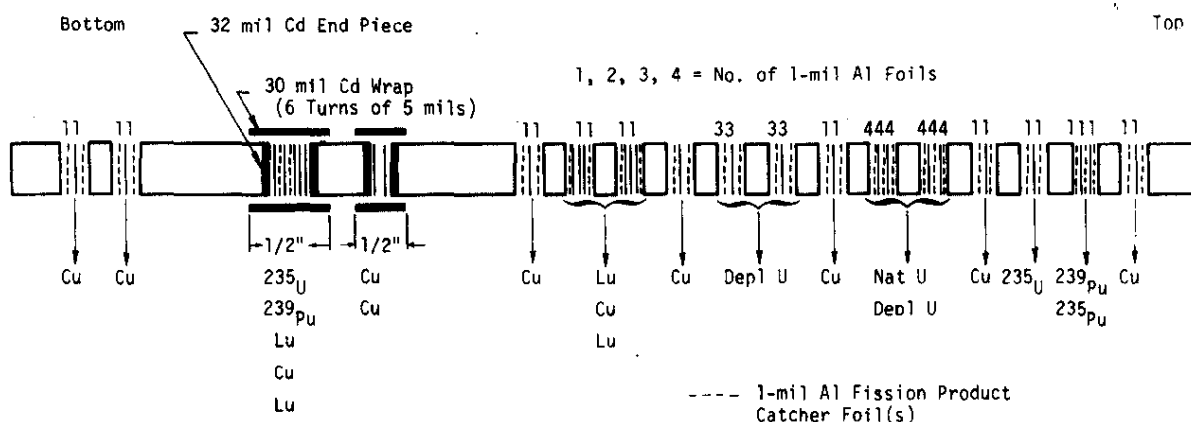 Bottom 32 mil Cd End Piece Top
30 mil Cd Wrap
(6 Turns of 5 mils)
1, 2, 3, 4 = No. of 1-mil Al Foils
11 11 11 11 11 33 33 11 444 444 11 11 111 11
1/2" 1/2"
Cu Cu 235U Cu Cu Lu Cu Depl U Cu Nat U Cu 235U 239Pu Cu
239Pu Cu Cu Depl U 235Pu
Lu Lu
Cu
Lu
---- 1-mil Al Fission Product
Catcher Foil(s)